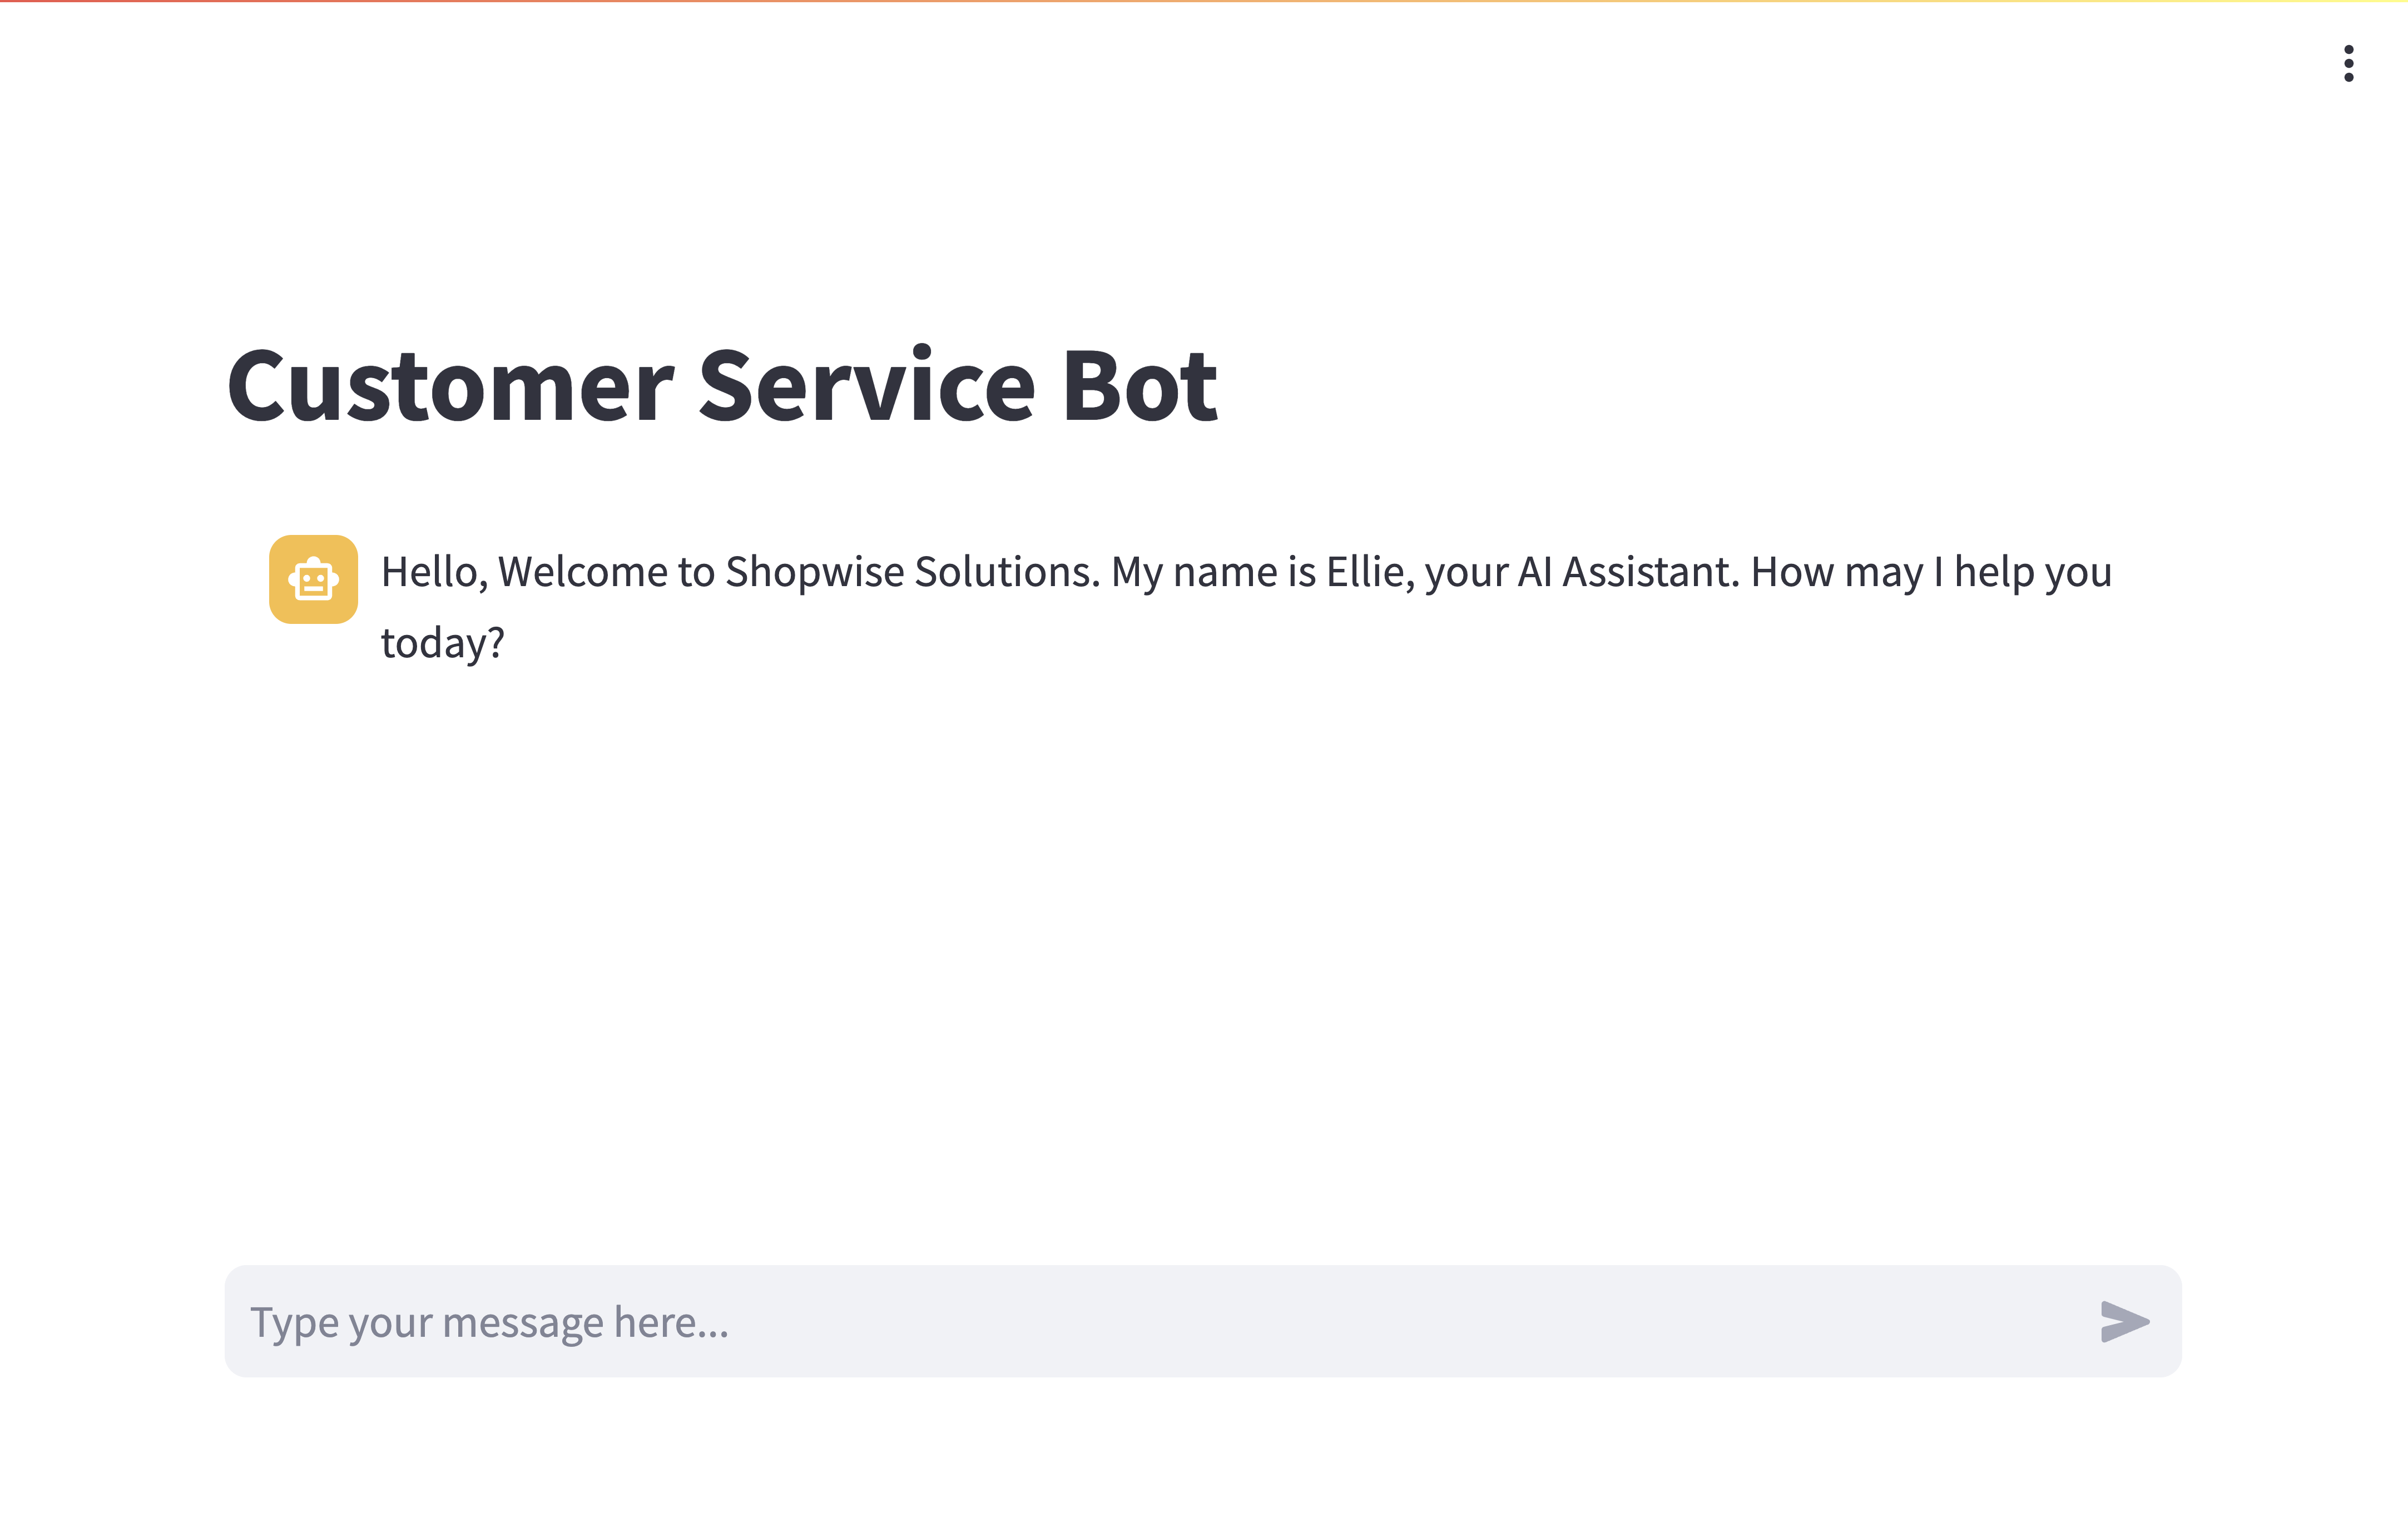 Customer Service Bot
Hello, Welcome to Shopwise Solutions. My name is Ellie, your AI Assistant. How may I help you
today?
Type your message here...